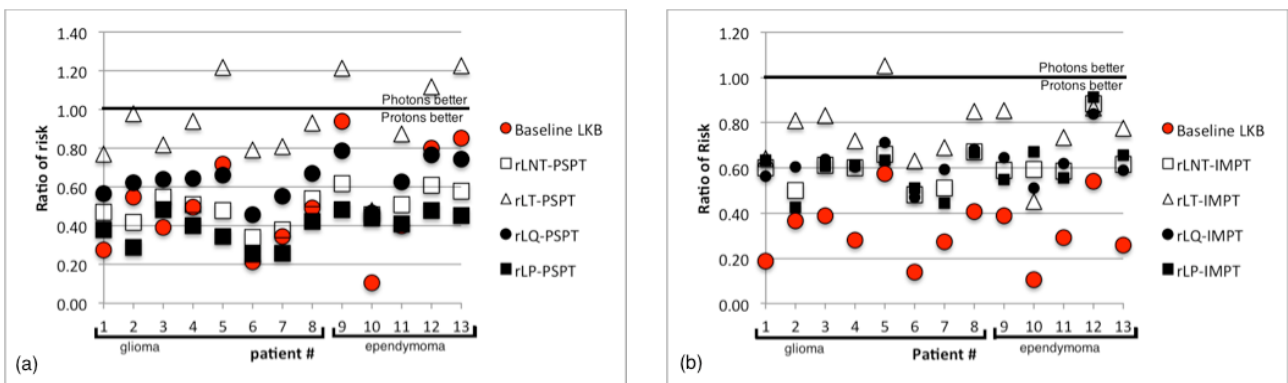 1.40
1.20
1.00
0.80
0.60
0.40
0.20
0.00
Ratio of risk
Photons better
Protons better
Baseline LKB
rLNT-PSPT
rLT-PSPT
rLQ-PSPT
rLP-PSPT
1 2 3 4 5 6 7 8 9 10 11 12 13
glioma patient # ependymoma
(a)
1.20
1.00
0.80
0.60
0.40
0.20
0.00
Ratio of Risk
Photons better
Protons better
Baseline LKB
rLNT-IMPT
rLT-IMPT
rLQ-IMPT
rLP-IMPT
1 2 3 4 5 6 7 8 9 10 11 12 13
glioma Patient # ependymoma
(b)